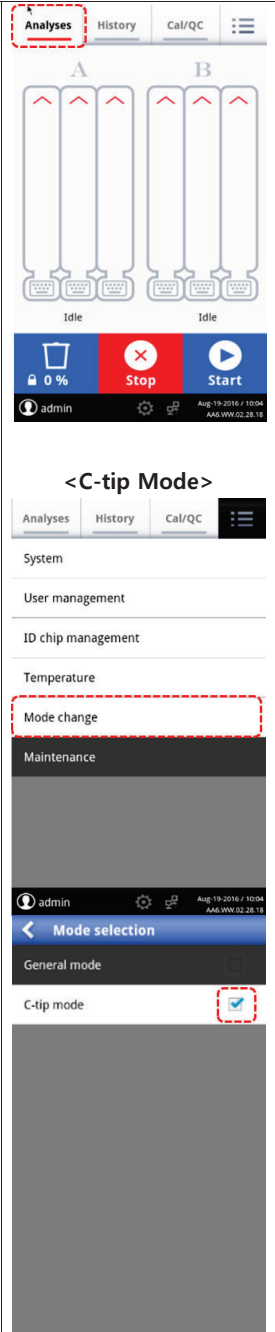 Analyses History Cal/QC
A B
Idle Idle
0 % Stop Start
admin Aug-19-2016 / 10:04
AA6.WW.02.28.18
<C-tip Mode>
Analyses History Cal/QC
System
User management
ID chip management
Temperature
Mode change
Maintenance
admin Aug-19-2016 / 10:04
AA6.WW.02.28.18
Mode selection
General mode
C-tip mode